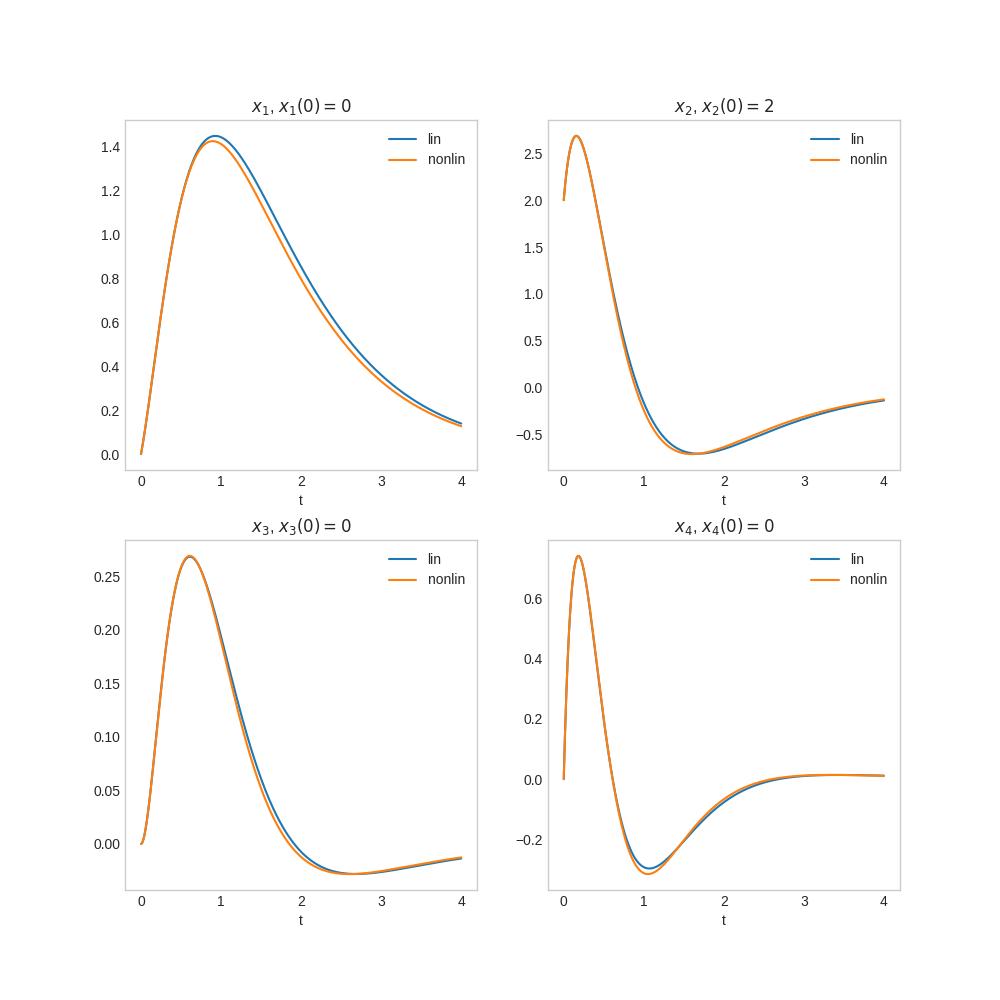 x₁, x₁(0) = 0
lin
nonlin
1.4
1.2
1.0
0.8
0.6
0.4
0.2
0.0
0 1 2 3 4
t
x₂, x₂(0) = 2
lin
nonlin
2.5
2.0
1.5
1.0
0.5
0.0
−0.5
0 1 2 3 4
t
x₃, x₃(0) = 0
lin
nonlin
0.25
0.20
0.15
0.10
0.05
0.00
0 1 2 3 4
t
x₄, x₄(0) = 0
lin
nonlin
0.6
0.4
0.2
0.0
−0.2
0 1 2 3 4
t